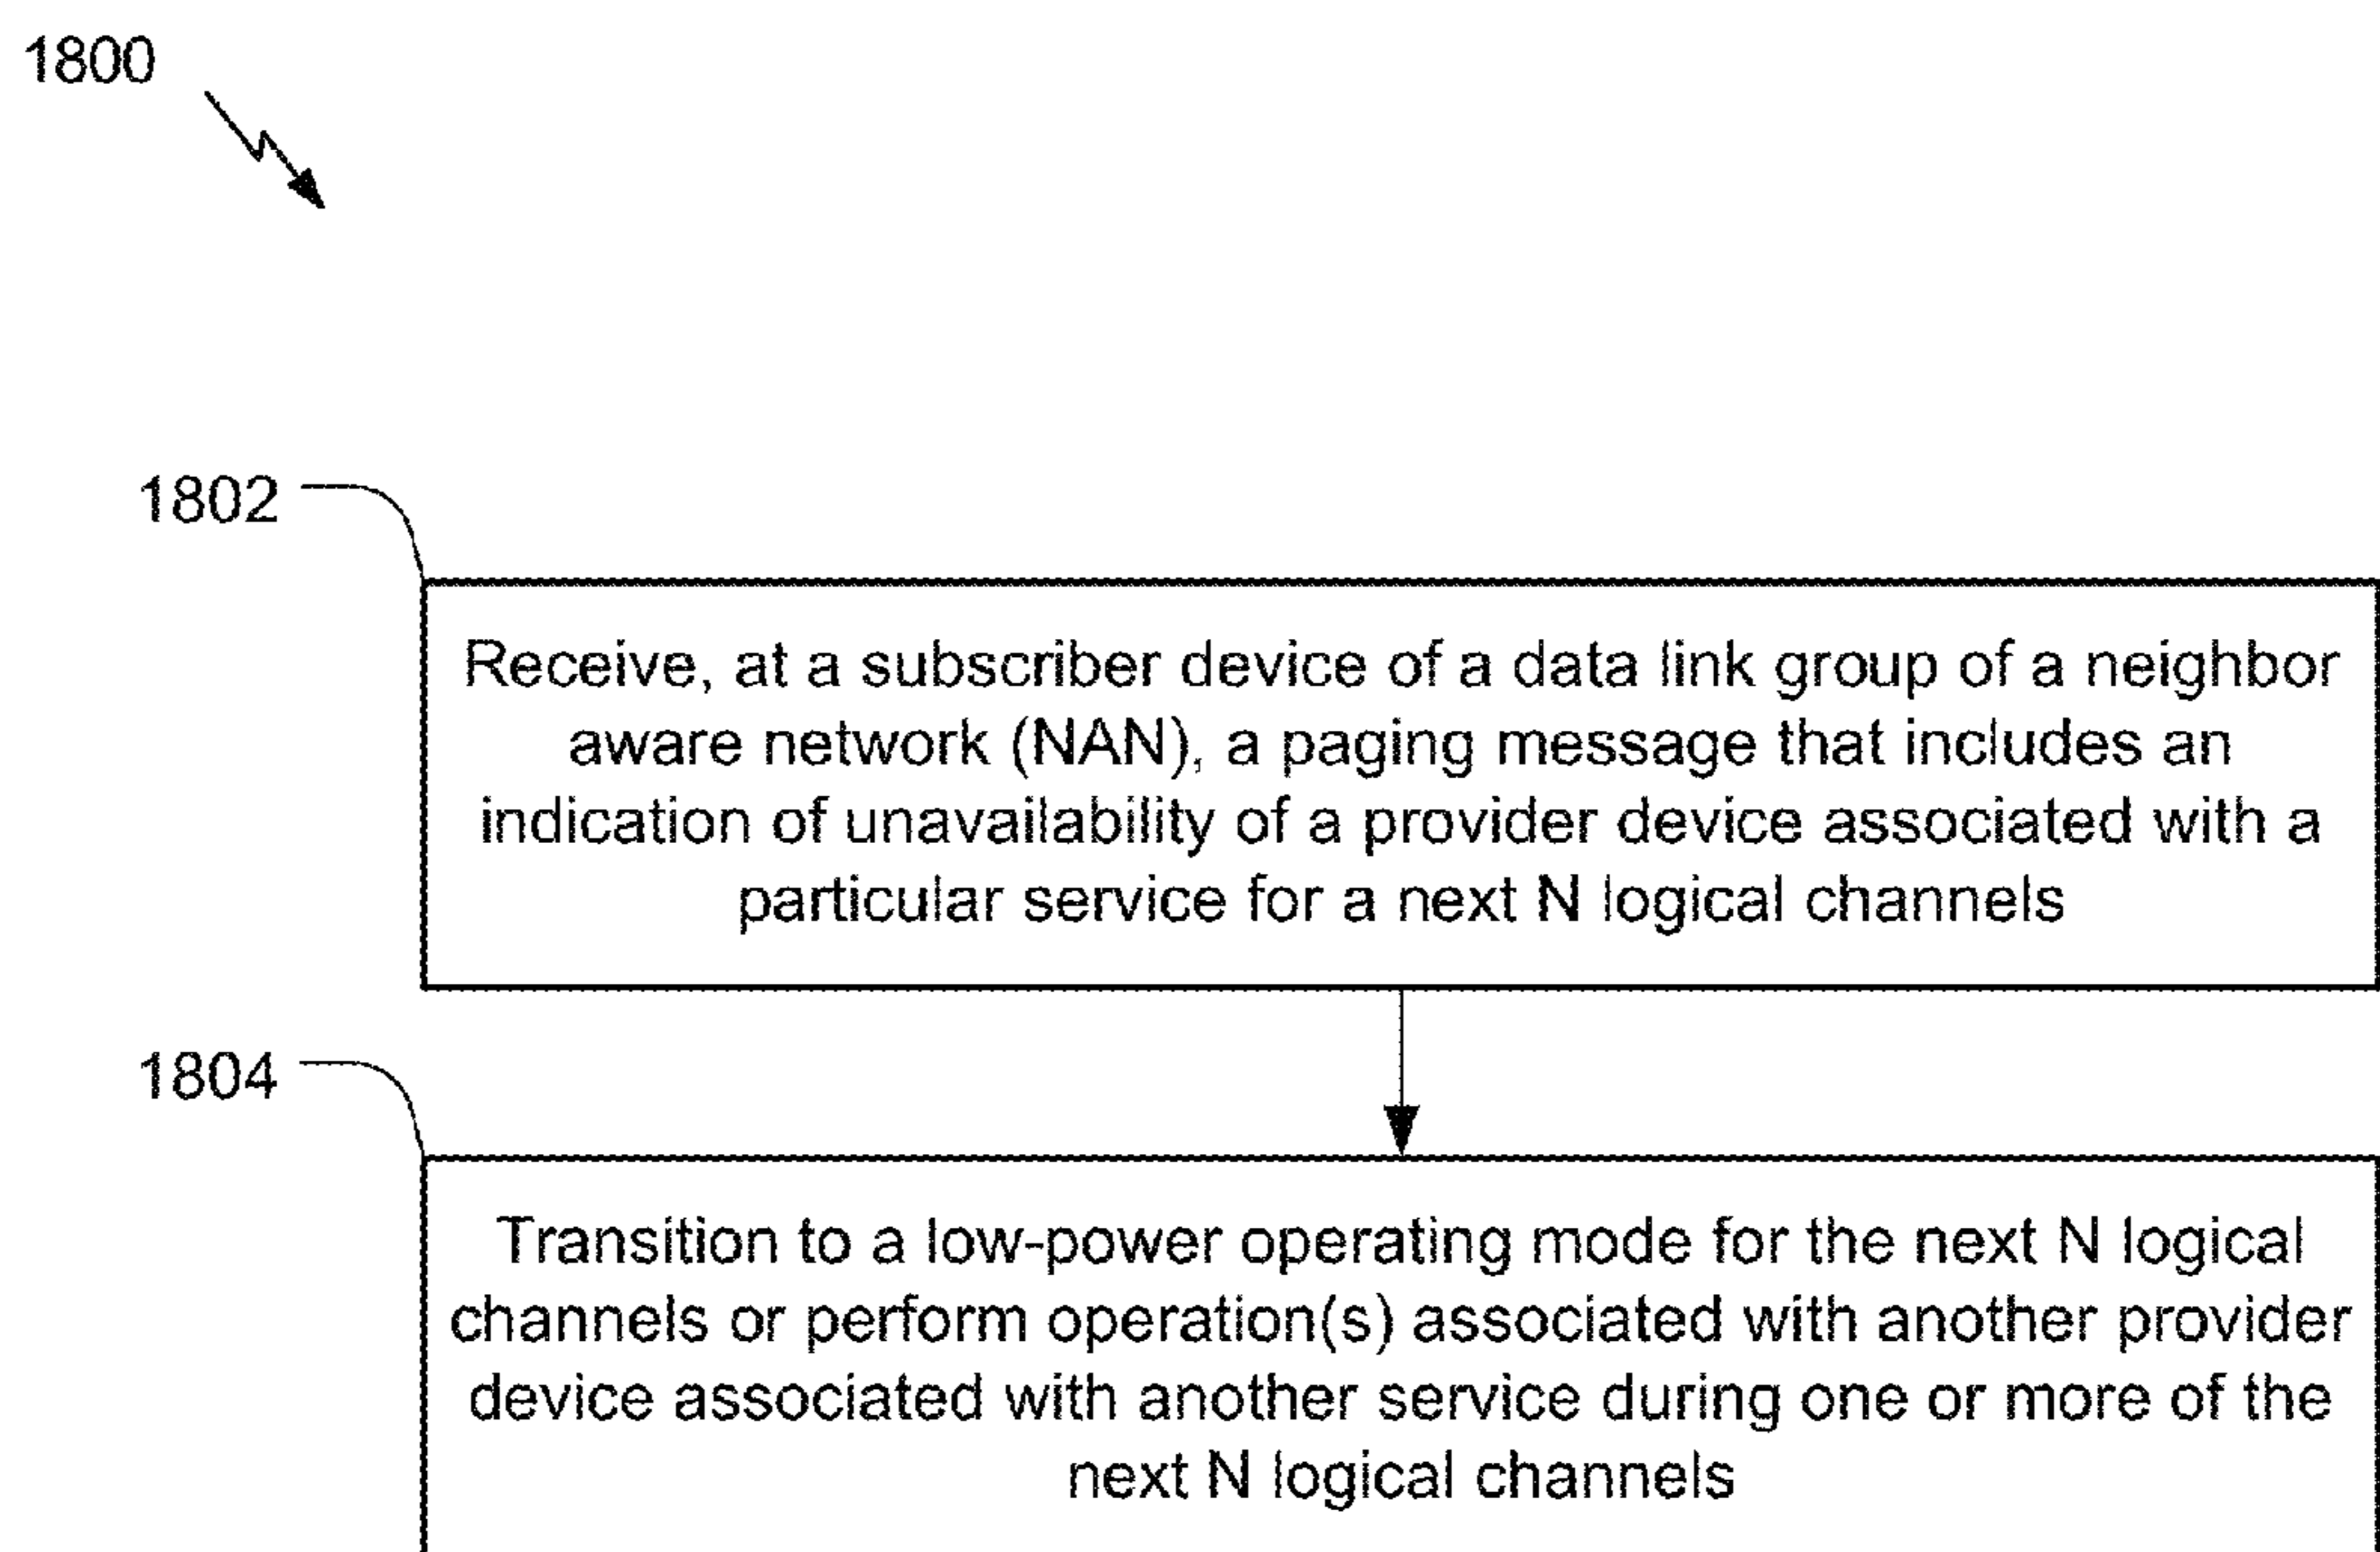 1800
1802
Receive, at a subscriber device of a data link group of a neighbor
aware network (NAN), a paging message that includes an
indication of unavailability of a provider device associated with a
particular service for a next N logical channels
1804
Transition to a low-power operating mode for the next N logical
channels or perform operation(s) associated with another provider
device associated with another service during one or more of the
next N logical channels